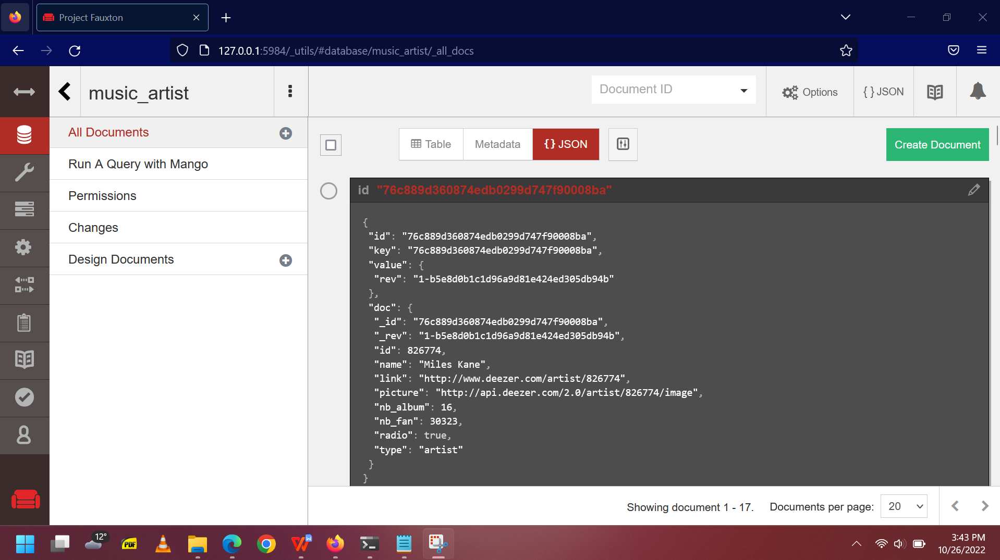 Project Fauxton
127.0.0.1:5984/_utils/#database/music_artist/_all_docs
music_artist
Document ID
Options
{ } JSON
All Documents
Run A Query with Mango
Permissions
Changes
Design Documents
Table
Metadata
{} JSON
Create Document
id "76c889d360874edb0299d747f90008ba"
{
"id": "76c889d360874edb0299d747f90008ba",
"key": "76c889d360874edb0299d747f90008ba",
"value": {
"rev": "1-b5e8d0b1c1d96a9d81e424ed305db94b"
},
"doc": {
"_id": "76c889d360874edb0299d747f90008ba",
"_rev": "1-b5e8d0b1c1d96a9d81e424ed305db94b",
"id": 826774,
"name": "Miles Kane",
"link": "http://www.deezer.com/artist/826774",
"picture": "http://api.deezer.com/2.0/artist/826774/image",
"nb_album": 16,
"nb_fan": 30323,
"radio": true,
"type": "artist"
}
}
Showing document 1 - 17.
Documents per page: 20
12°
PDF
W
3:43 PM
10/26/2022